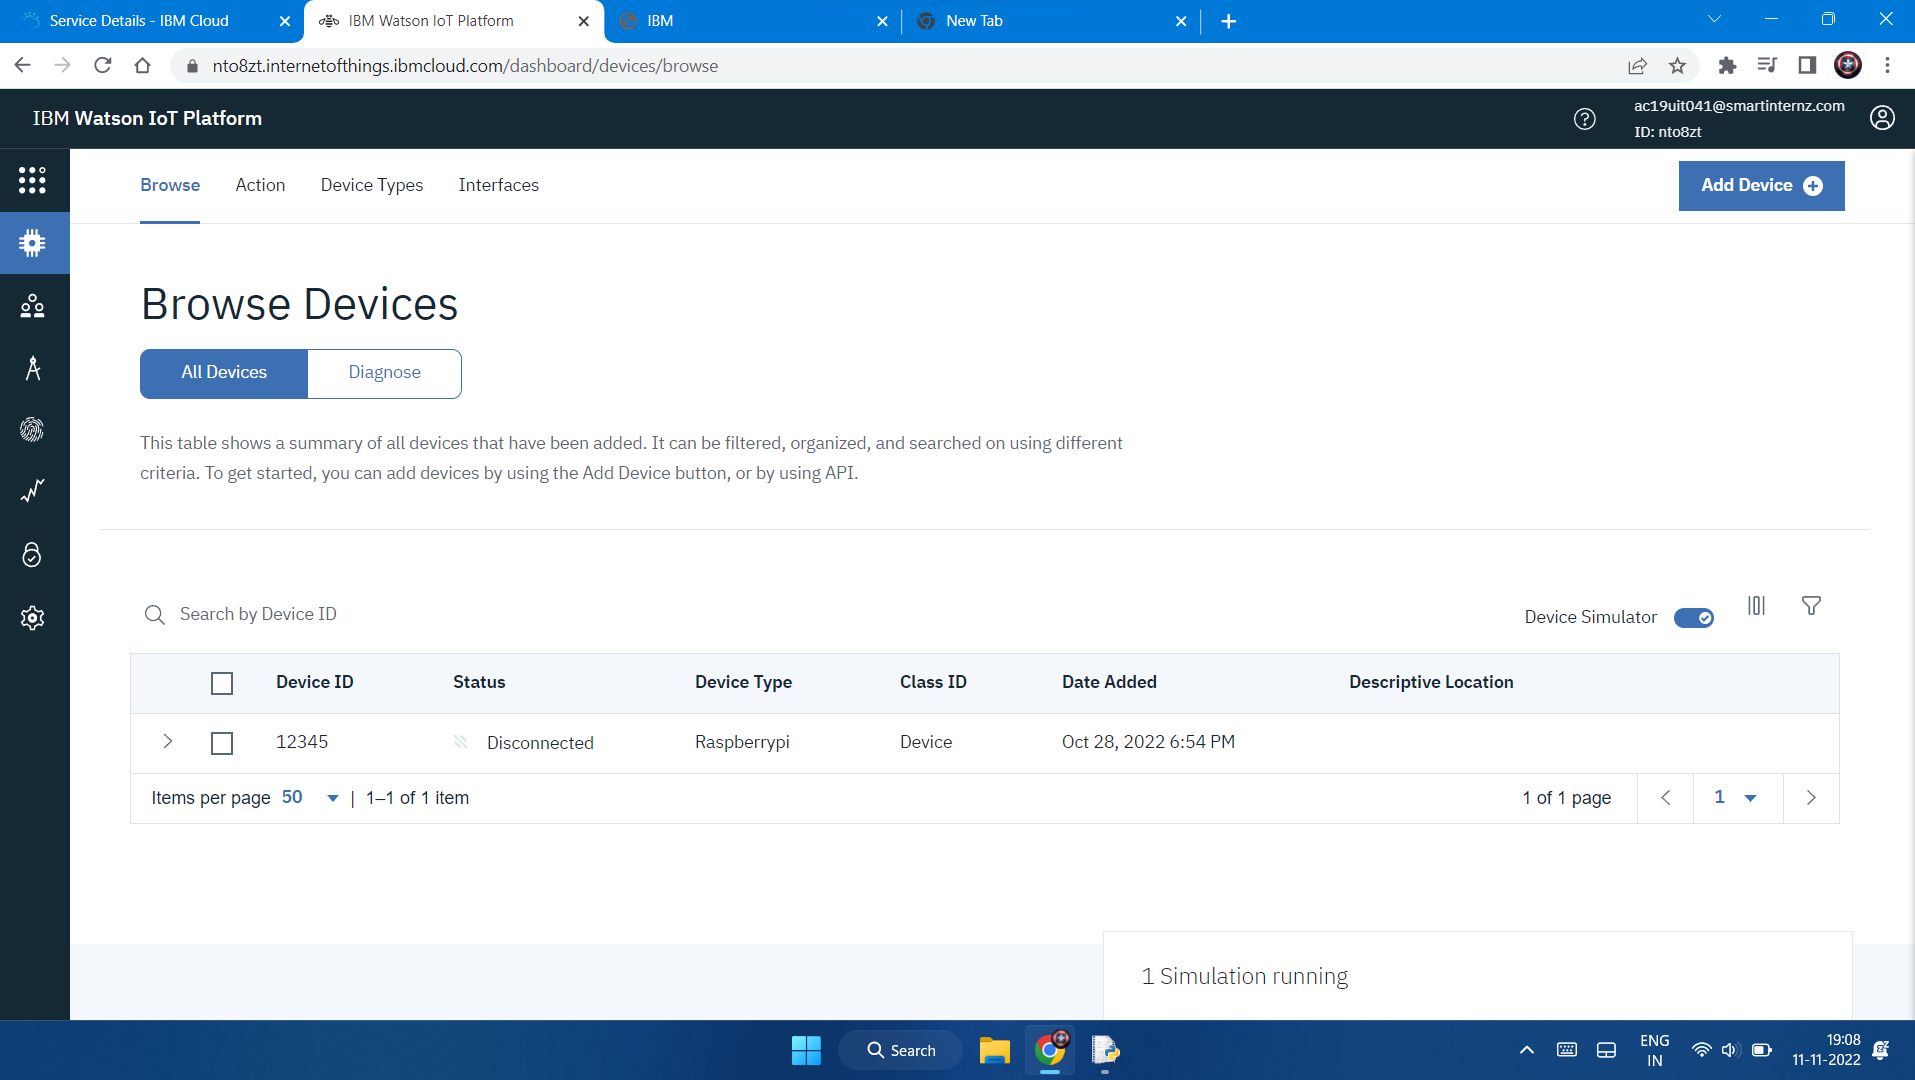 Service Details - IBM Cloud
IBM Watson IoT Platform
IBM
New Tab
nto8zt.internetofthings.ibmcloud.com/dashboard/devices/browse
IBM Watson IoT Platform
ac19uit041@smartinternz.com
ID: nto8zt
Browse Action Device Types Interfaces
Add Device
Browse Devices
All Devices Diagnose
This table shows a summary of all devices that have been added. It can be filtered, organized, and searched on using different
criteria. To get started, you can add devices by using the Add Device button, or by using API.
Search by Device ID
Device Simulator
Device ID Status Device Type Class ID Date Added Descriptive Location
12345 Disconnected Raspberrypi Device Oct 28, 2022 6:54 PM
Items per page 50 | 1–1 of 1 item
1 of 1 page 1
1 Simulation running
Search
ENG
IN
19:08
11-11-2022